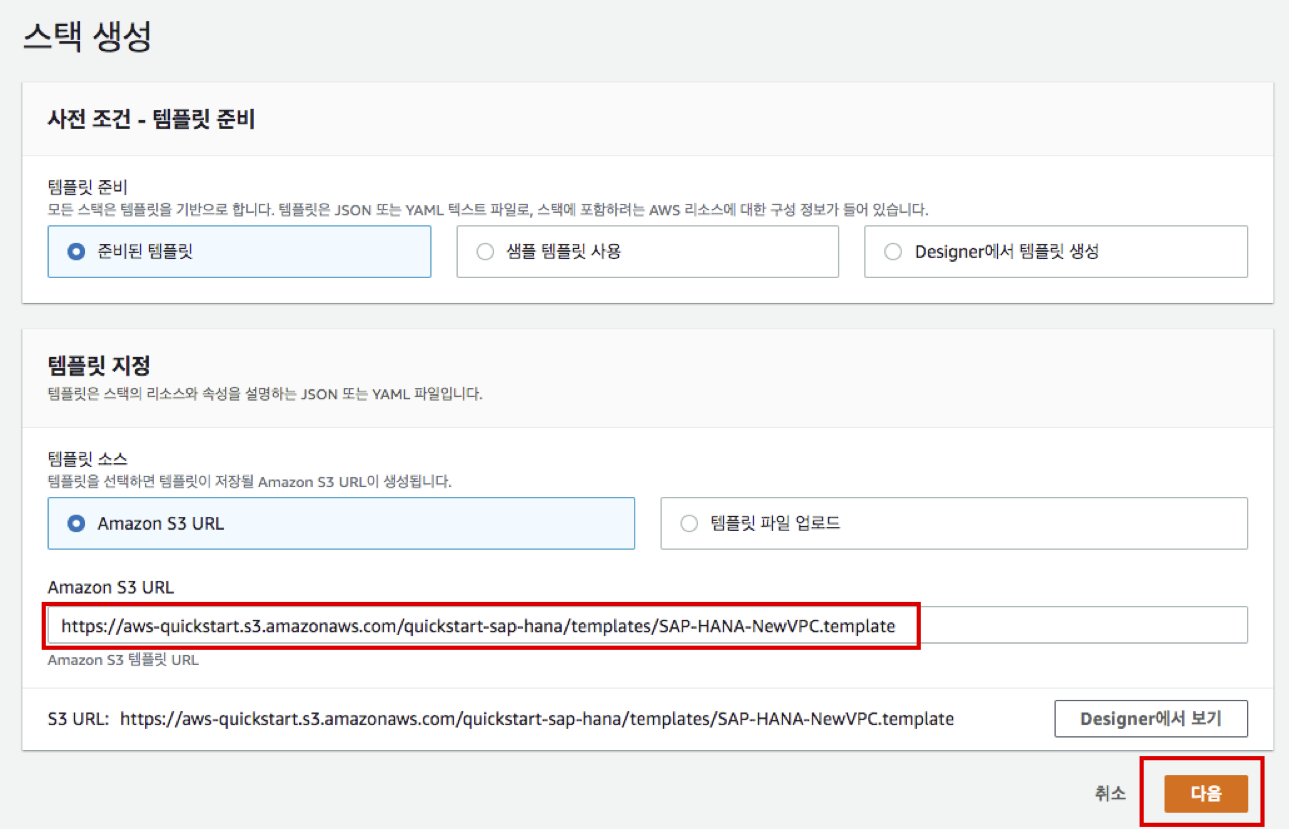 스택 생성
사전 조건 - 템플릿 준비
템플릿 준비
모든 스택은 템플릿을 기반으로 합니다. 템플릿은 JSON 또는 YAML 텍스트 파일로, 스택에 포함하려는 AWS 리소스에 대한 구성 정보가 들어 있습니다.
준비된 템플릿
샘플 템플릿 사용
Designer에서 템플릿 생성
템플릿 지정
템플릿은 스택의 리소스와 속성을 설명하는 JSON 또는 YAML 파일입니다.
템플릿 소스
템플릿을 선택하면 템플릿이 저장될 Amazon S3 URL이 생성됩니다.
Amazon S3 URL
템플릿 파일 업로드
Amazon S3 URL
https://aws-quickstart.s3.amazonaws.com/quickstart-sap-hana/templates/SAP-HANA-NewVPC.template
Amazon S3 템플릿 URL
S3 URL: https://aws-quickstart.s3.amazonaws.com/quickstart-sap-hana/templates/SAP-HANA-NewVPC.template
Designer에서 보기
취소
다음